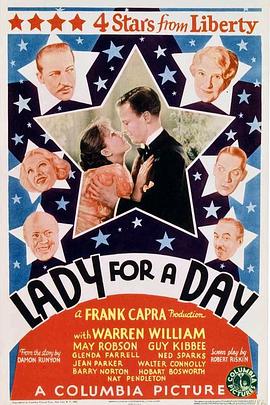 4 Stars from Liberty
LADY FOR A DAY
A FRANK CAPRA Production
with WARREN WILLIAM
MAY ROBSON GUY KIBBEE
GLENDA FARRELL NED SPARKS
JEAN PARKER WALTER CONNOLLY
BARRY NORTON HOBART BOSWORTH
NAT PENDLETON
From the story by
DAMON RUNYON
Screen play by
ROBERT RISKIN
A COLUMBIA PICTURE
COLUMBIA
PICTURES